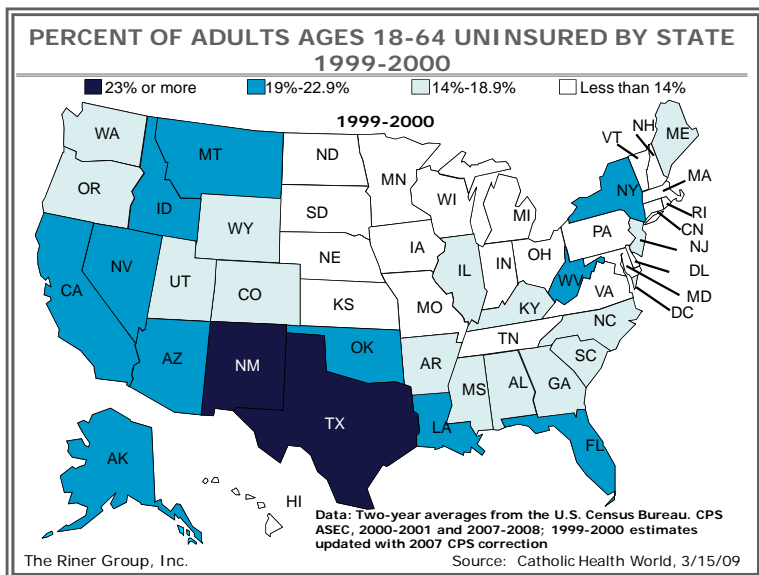 PERCENT OF ADULTS AGES 18-64 UNINSURED BY STATE
1999-2000
23% or more 19%-22.9% 14%-18.9% Less than 14%
1999-2000
WA
MT
ND
MN
VT
NH
ME
OR
ID
WY
SD
WI
MI
NY
MA
RI
CN
NJ
DL
MD
DC
NV
CA
UT
CO
NE
IA
IL
IN
OH
PA
WV
VA
KS
MO
KY
NC
TN
AZ
NM
OK
AR
SC
MS
AL
GA
TX
LA
FL
AK
HI
Data: Two-year averages from the U.S. Census Bureau. CPS
ASEC, 2000-2001 and 2007-2008; 1999-2000 estimates
updated with 2007 CPS correction
The Riner Group, Inc.
Source: Catholic Health World, 3/15/09